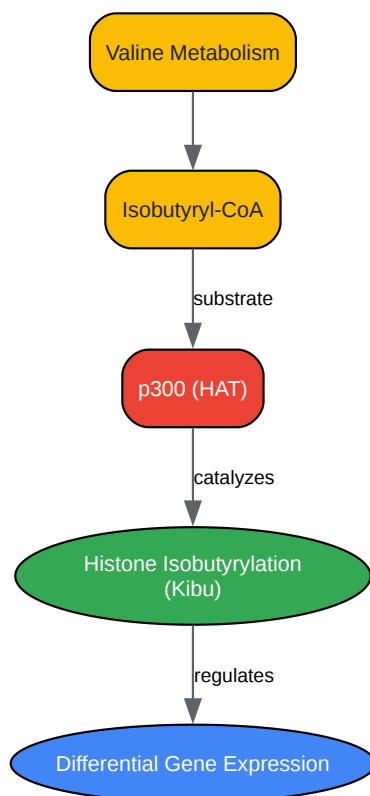 Valine Metabolism
Isobutyryl-CoA
substrate
p300 (HAT)
catalyzes
Histone Isobutyrylation
(Kibu)
regulates
Differential Gene Expression